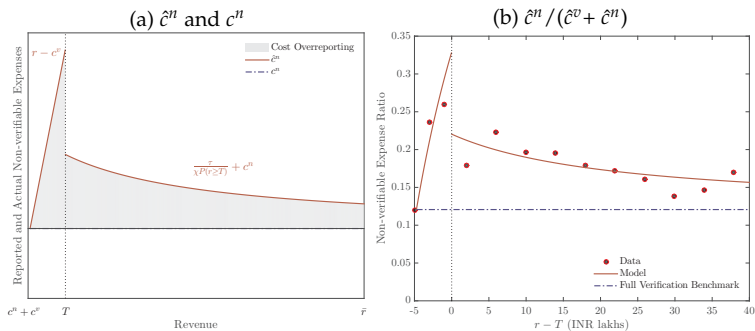 (a) ĉⁿ and cⁿ
Reported and Actual Non-verifiable Expenses
r − cᵛ
Cost Overreporting
ĉⁿ
cⁿ
τ/(χP(r≥T)) + cⁿ
cⁿ + cᵛ
T
r̄
Revenue
(b) ĉⁿ/(ĉᵛ + ĉⁿ)
Non-verifiable Expense Ratio
0.35
0.3
0.25
0.2
0.15
0.1
0.05
0
Data
Model
Full Verification Benchmark
-5 0 5 10 15 20 25 30 35 40
r − T (INR lakhs)